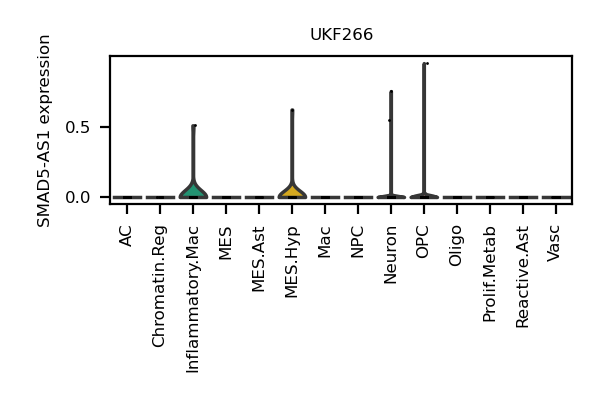 UKF266
SMAD5-AS1 expression
0.5
0.0
AC
Chromatin.Reg
Inflammatory.Mac
MES
MES.Ast
MES.Hyp
Mac
NPC
Neuron
OPC
Oligo
Prolif.Metab
Reactive.Ast
Vasc